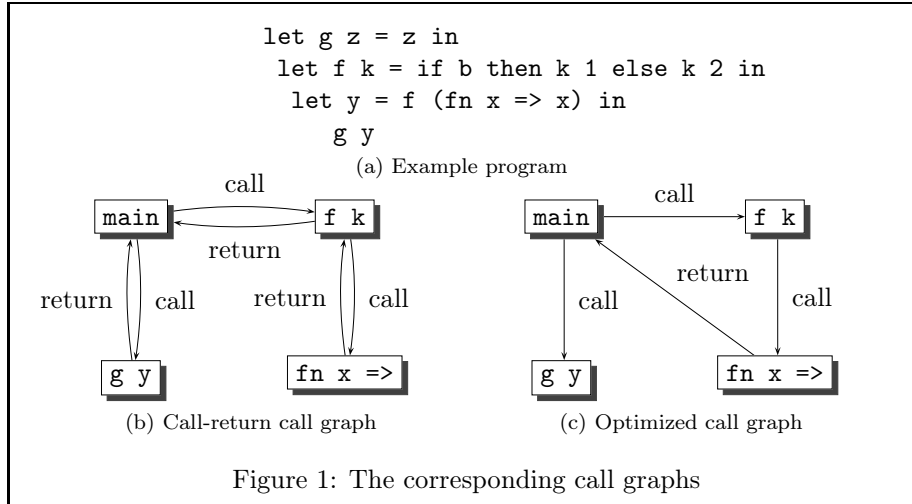 let g z = z in
let f k = if b then k 1 else k 2 in
let y = f (fn x => x) in
g y
(a) Example program
call
main
f k
return
return
call
return
call
g y
fn x =>
(b) Call-return call graph
call
main
f k
return
call
call
g y
fn x =>
(c) Optimized call graph
Figure 1: The corresponding call graphs